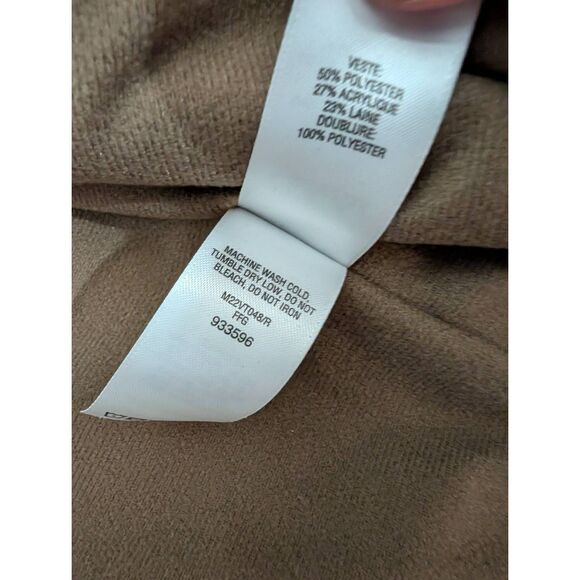 VESTE:
50% POLYESTER
27% ACRYLIQUE
23% LAINE
DOUBLURE:
100% POLYESTER
MACHINE WASH COLD,
TUMBLE DRY LOW, DO NOT
BLEACH, DO NOT IRON
M22VT048/R
FFG
933596